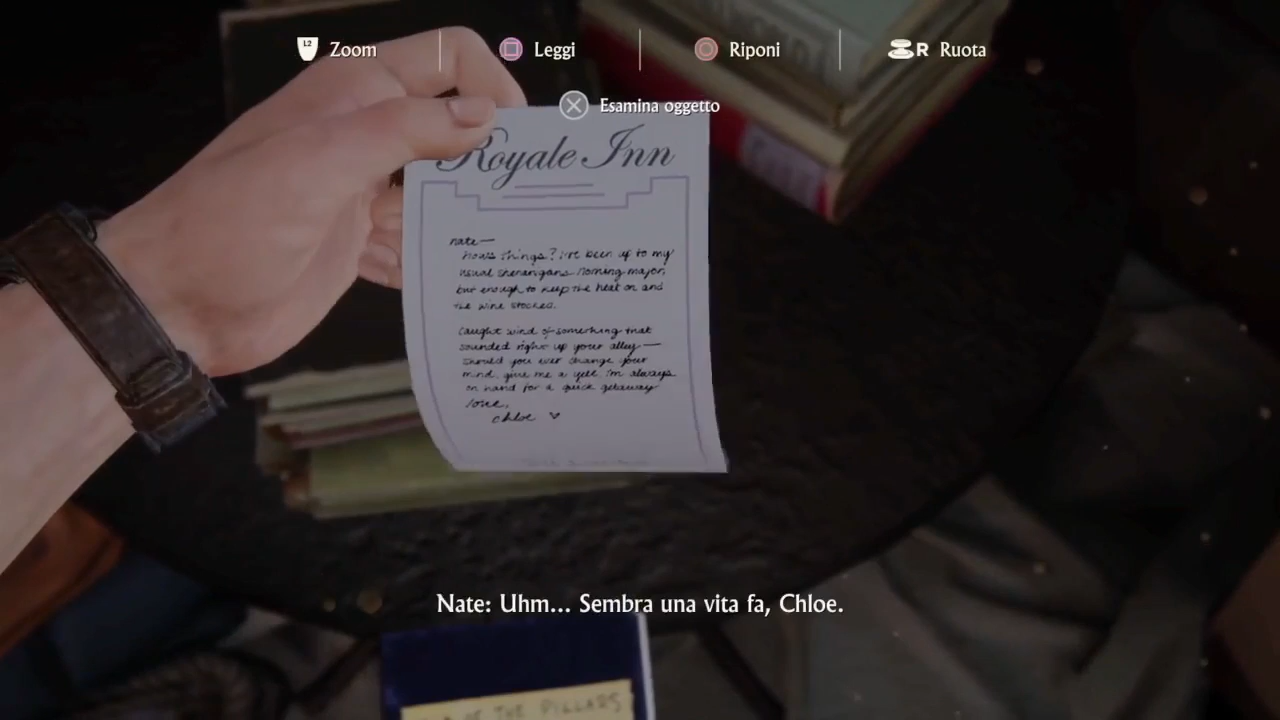 L2 Zoom
Leggi
Riponi
R Ruota
Esamina oggetto
Royale Inn
nate—
how's things? I've been up to my
usual shenanigans. Nothing major,
but enough to keep the heat on and
the wine stocked.
Caught wind of something that
sounded right up your alley—
should you ever change your
mind, give me a yell. I'm always
on hand for a quick getaway
love,
chloe
Nate: Uhm... Sembra una vita fa, Chloe.
OF THE PILLARS